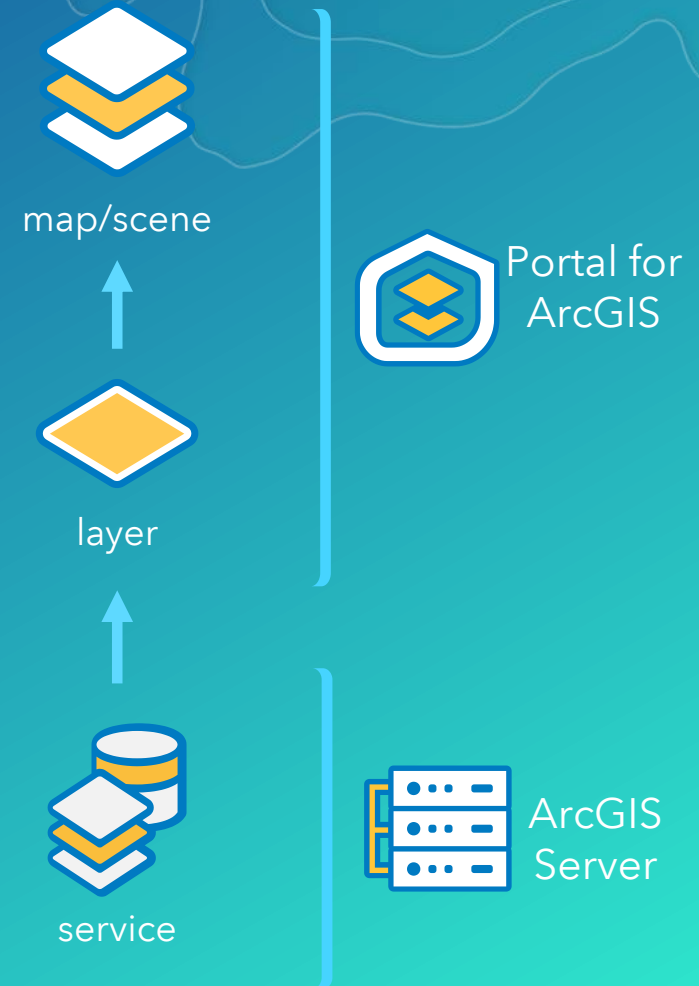 map/scene
Portal for
ArcGIS
layer
ArcGIS
Server
service